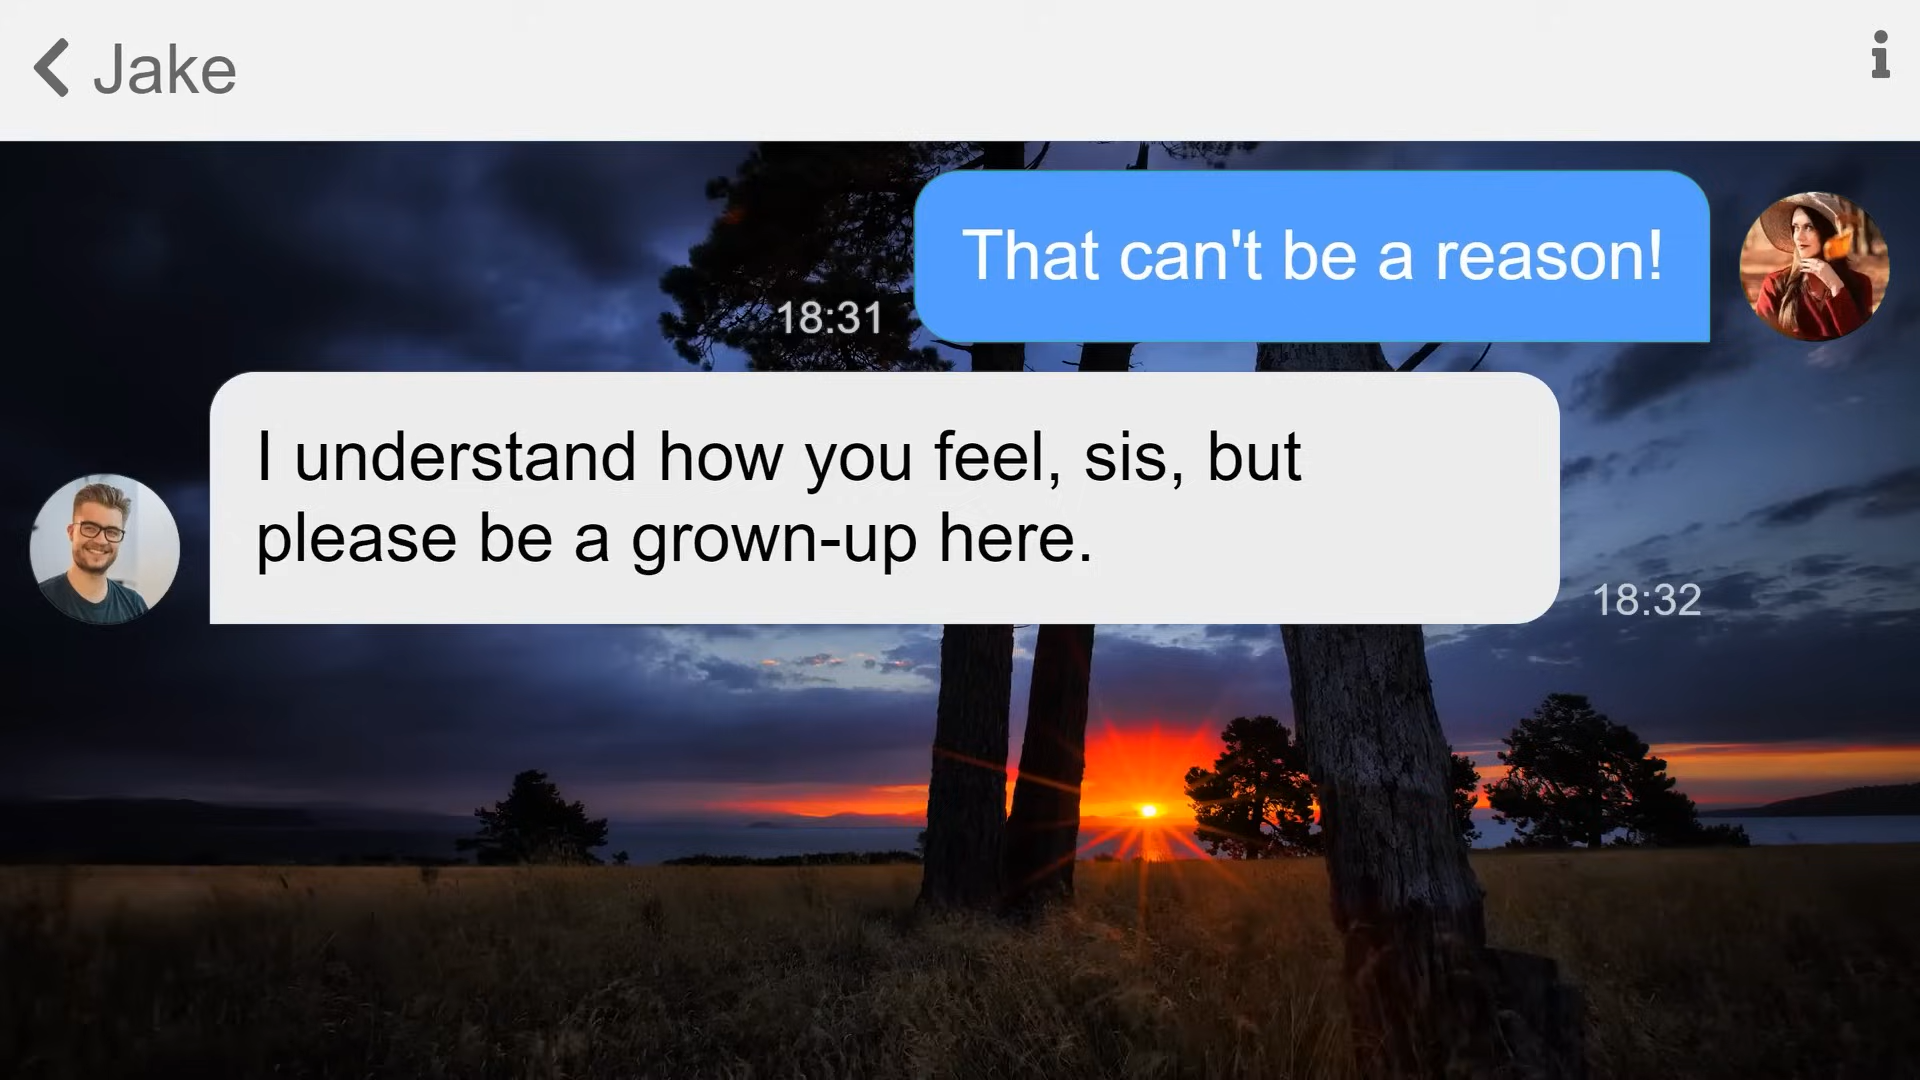 Jake
That can't be a reason!
18:31
I understand how you feel, sis, but
please be a grown-up here.
18:32